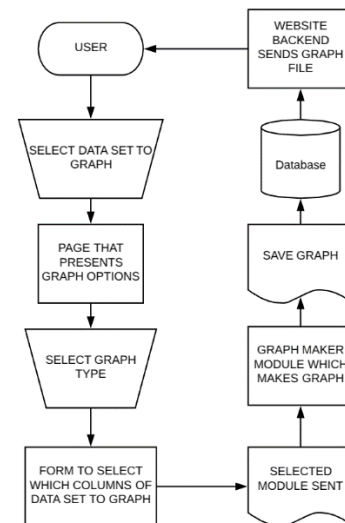 USER
SELECT DATA SET TO
GRAPH
PAGE THAT
PRESENTS
GRAPH OPTIONS
SELECT GRAPH
TYPE
FORM TO SELECT
WHICH COLUMNS OF
DATA SET TO GRAPH
SELECTED
MODULE SENT
GRAPH MAKER
MODULE WHICH
MAKES GRAPH
SAVE GRAPH
Database
WEBSITE
BACKEND
SENDS GRAPH
FILE